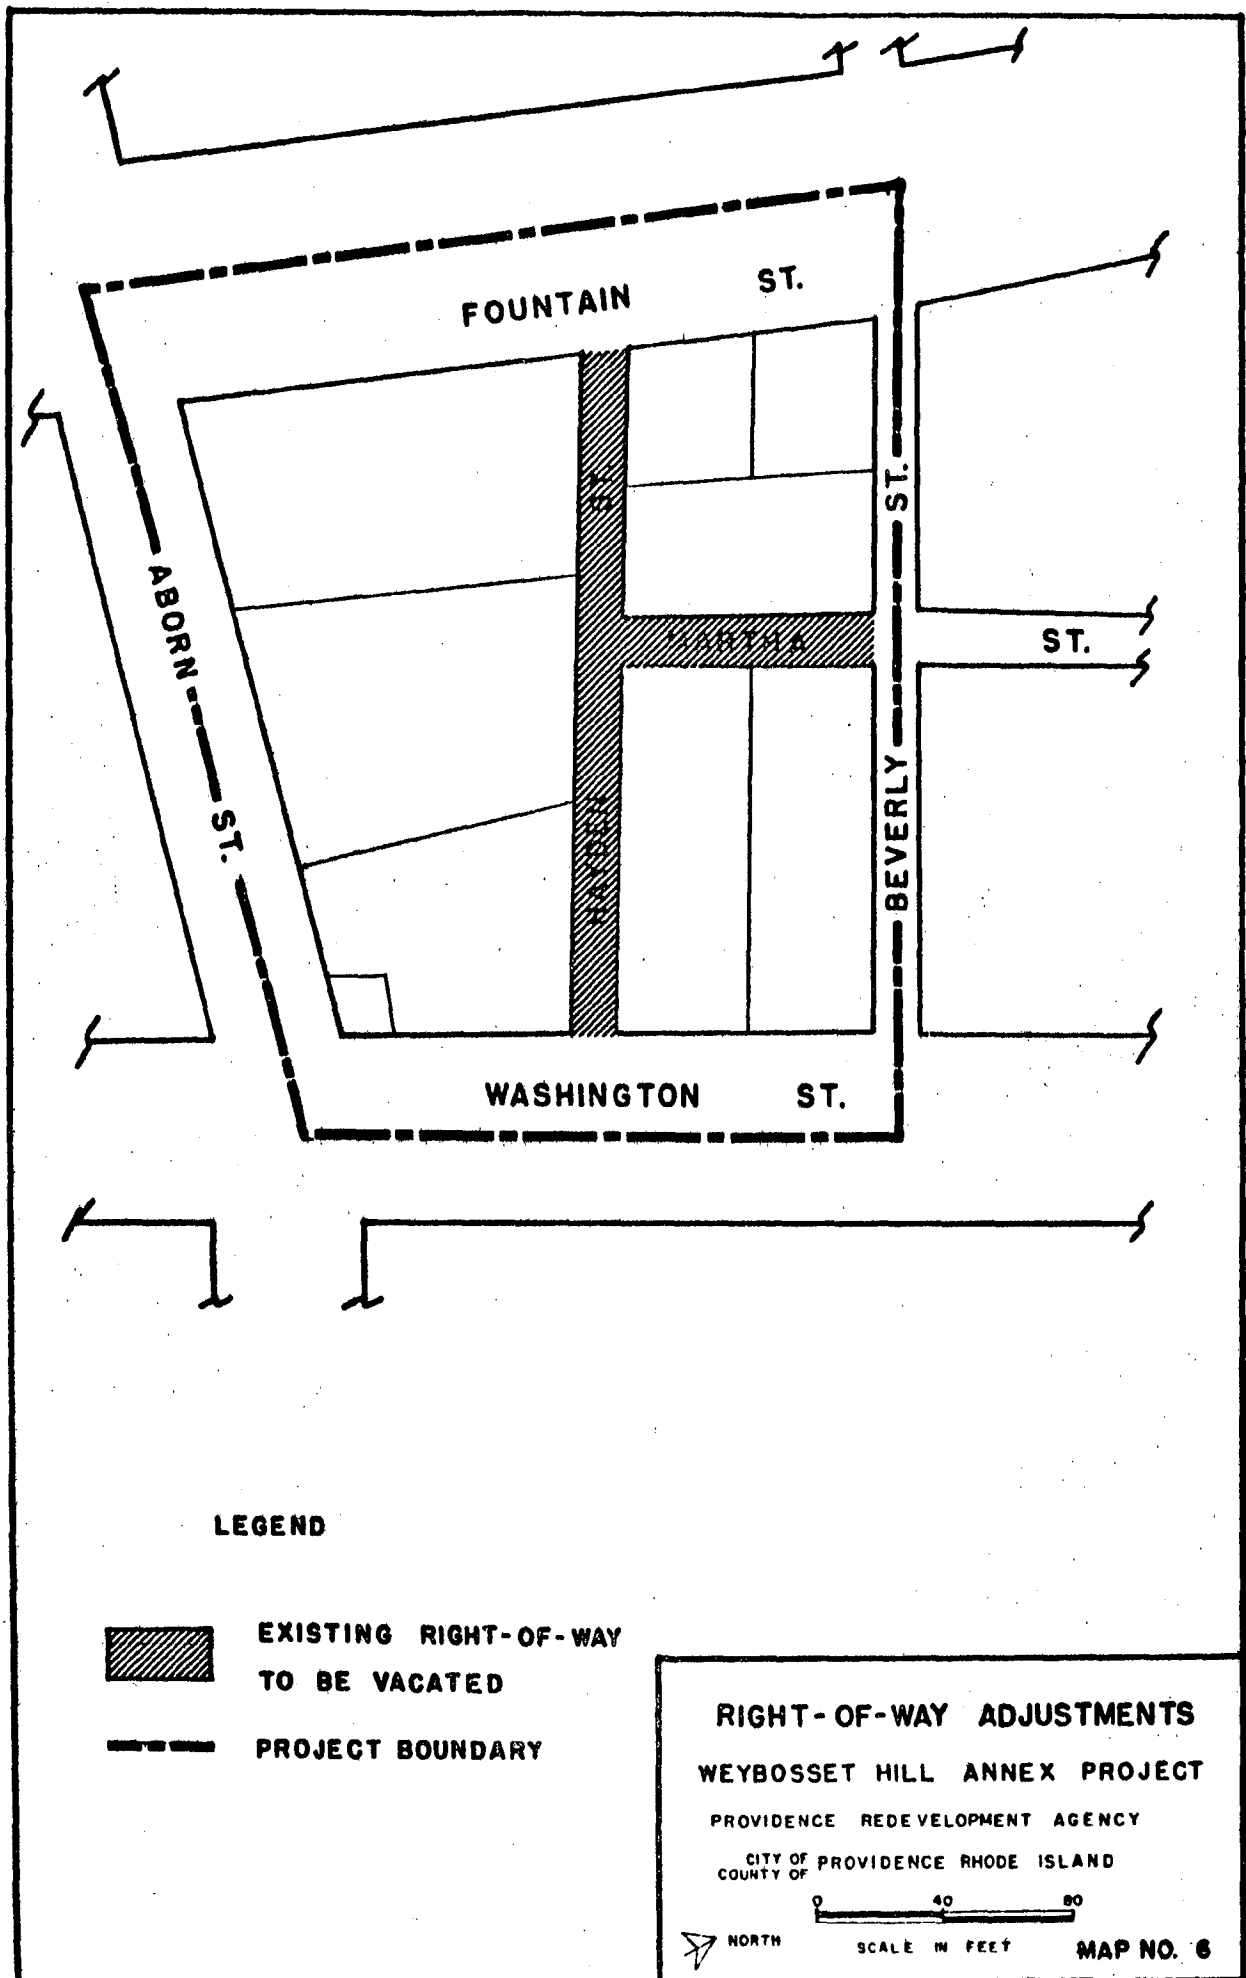 FOUNTAIN ST.
ST.
ABORN ST.
ST.
MARTHA ST.
HAYDEN
BEVERLY
WASHINGTON ST.
LEGEND
EXISTING RIGHT-OF-WAY
TO BE VACATED
PROJECT BOUNDARY
RIGHT-OF-WAY ADJUSTMENTS
WEYBOSSET HILL ANNEX PROJECT
PROVIDENCE REDEVELOPMENT AGENCY
CITY OF
COUNTY OF PROVIDENCE RHODE ISLAND
0 40 80
NORTH
SCALE IN FEET
MAP NO. 6